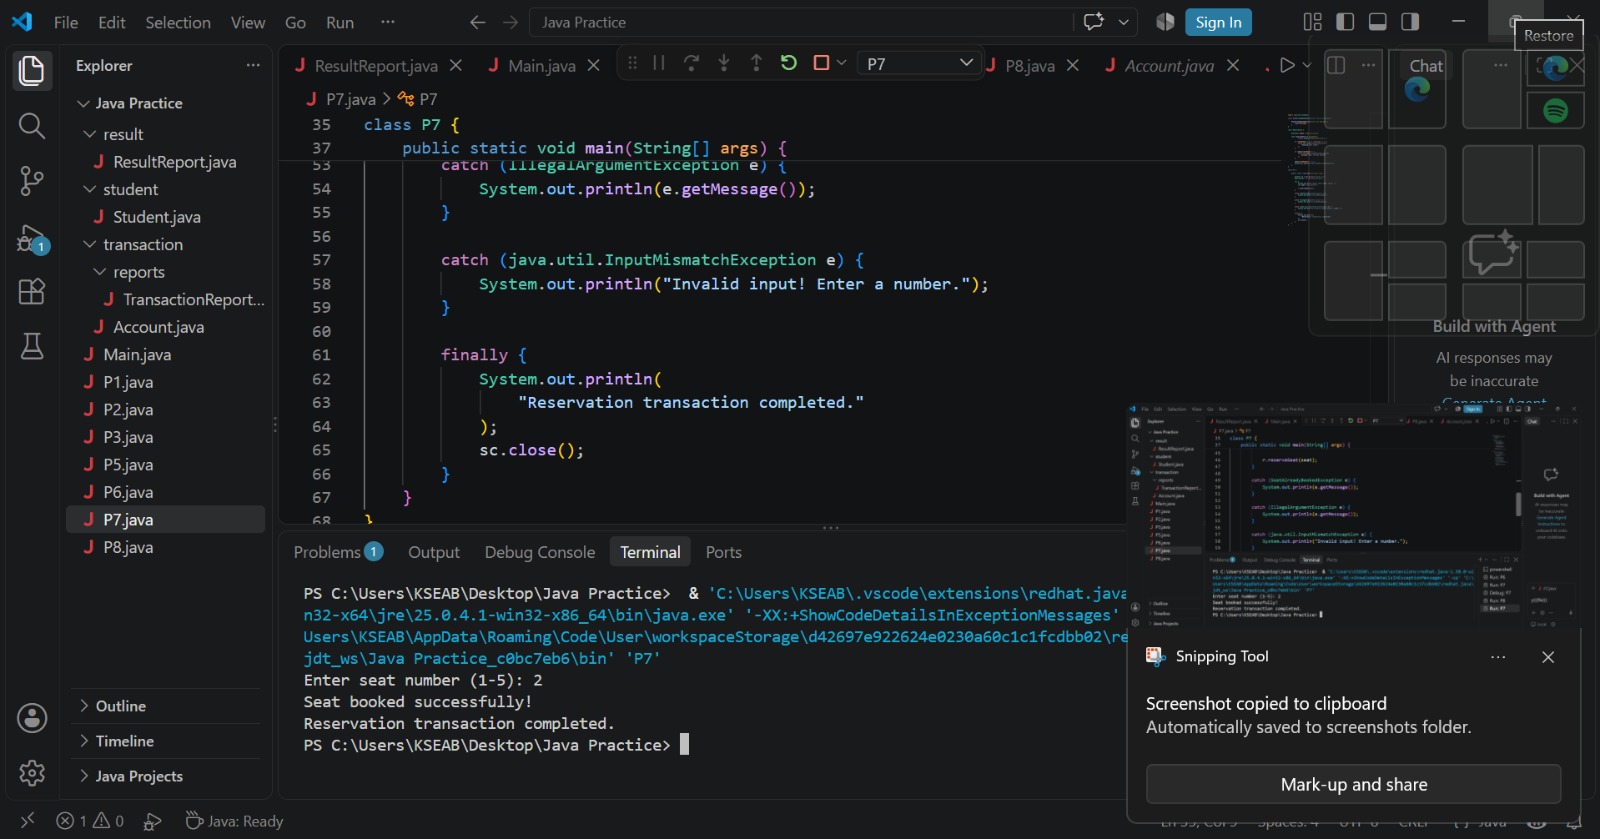 File Edit Selection View Go Run ··· Java Practice Sign In
Restore
Explorer ···
ResultReport.java Main.java P7 P8.java Account.java Chat
Java Practice
result
ResultReport.java
student
Student.java
transaction
reports
TransactionReport...
Account.java
Main.java
P1.java
P2.java
P3.java
P5.java
P6.java
P7.java
P8.java
Outline
Timeline
Java Projects
P7.java > P7
35 class P7 {
37 public static void main(String[] args) {
53 catch (IllegalArgumentException e) {
54 System.out.println(e.getMessage());
55 }
56
57 catch (java.util.InputMismatchException e) {
58 System.out.println("Invalid input! Enter a number.");
59 }
60
61 finally {
62 System.out.println(
63 "Reservation transaction completed."
64 );
65 sc.close();
66 }
67 }
68 }
Build with Agent
AI responses may
be inaccurate
Generate Agent
Problems 1 Output Debug Console Terminal Ports
PS C:\Users\KSEAB\Desktop\Java Practice> & 'C:\Users\KSEAB\.vscode\extensions\redhat.java
n32-x64\jre\25.0.4.1-win32-x86_64\bin\java.exe' '-XX:+ShowCodeDetailsInExceptionMessages'
Users\KSEAB\AppData\Roaming\Code\User\workspaceStorage\d42697e922624e0230a60c1c1fcdbb02\re
jdt_ws\Java Practice_c0bc7eb6\bin' 'P7'
Enter seat number (1-5): 2
Seat booked successfully!
Reservation transaction completed.
PS C:\Users\KSEAB\Desktop\Java Practice>
Snipping Tool ···
Screenshot copied to clipboard
Automatically saved to screenshots folder.
Mark-up and share
1 0 Java: Ready